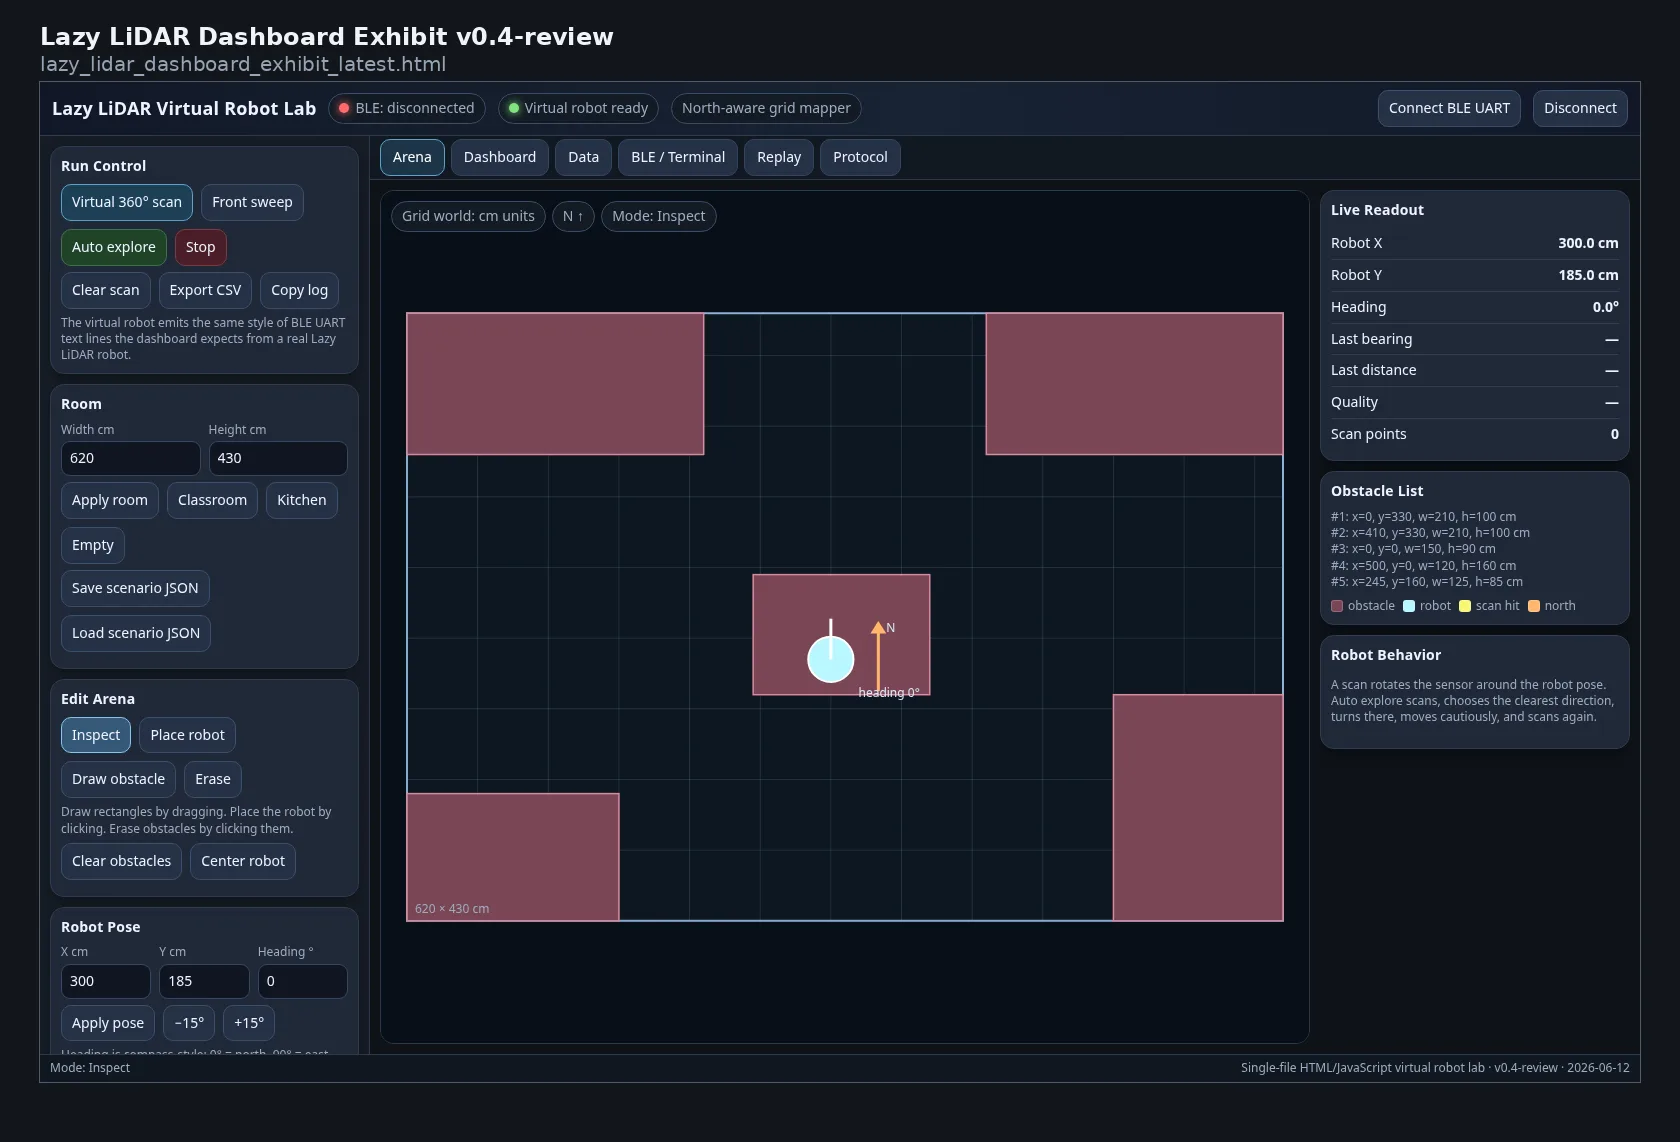 Lazy LiDAR Dashboard Exhibit v0.4-review
lazy_lidar_dashboard_exhibit_latest.html
Lazy LiDAR Virtual Robot Lab
BLE: disconnected
Virtual robot ready
North-aware grid mapper
Connect BLE UART
Disconnect
Run Control
Virtual 360° scan
Front sweep
Auto explore
Stop
Clear scan
Export CSV
Copy log
The virtual robot emits the same style of BLE UART
text lines the dashboard expects from a real Lazy
LiDAR robot.
Room
Width cm
Height cm
620
430
Apply room
Classroom
Kitchen
Empty
Save scenario JSON
Load scenario JSON
Edit Arena
Inspect
Place robot
Draw obstacle
Erase
Draw rectangles by dragging. Place the robot by
clicking. Erase obstacles by clicking them.
Clear obstacles
Center robot
Robot Pose
X cm
Y cm
Heading °
300
185
0
Apply pose
−15°
+15°
Heading is compass-style: 0° = north, 90° = east
Arena
Dashboard
Data
BLE / Terminal
Replay
Protocol
Grid world: cm units
N ↑
Mode: Inspect
N
heading 0°
620 × 430 cm
Live Readout
Robot X 300.0 cm
Robot Y 185.0 cm
Heading 0.0°
Last bearing —
Last distance —
Quality —
Scan points 0
Obstacle List
#1: x=0, y=330, w=210, h=100 cm
#2: x=410, y=330, w=210, h=100 cm
#3: x=0, y=0, w=150, h=90 cm
#4: x=500, y=0, w=120, h=160 cm
#5: x=245, y=160, w=125, h=85 cm
obstacle
robot
scan hit
north
Robot Behavior
A scan rotates the sensor around the robot pose.
Auto explore scans, chooses the clearest direction,
turns there, moves cautiously, and scans again.
Mode: Inspect
Single-file HTML/JavaScript virtual robot lab · v0.4-review · 2026-06-12